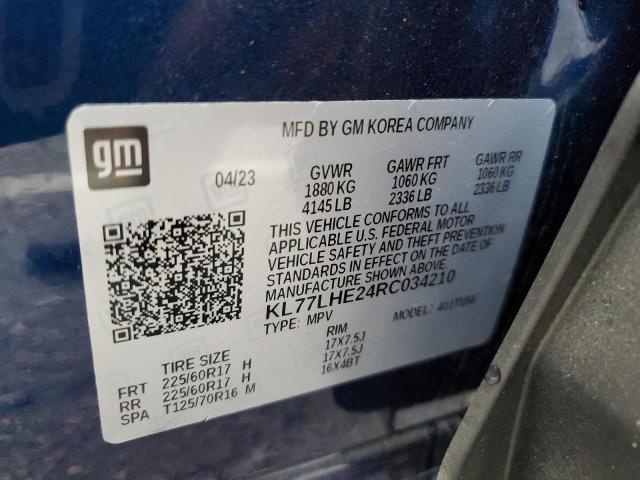 MFD BY GM KOREA COMPANY
gm
04/23 GVWR GAWR FRT GAWR RR
1880 KG 1060 KG 1060 KG
4145 LB 2336 LB 2336 LB
THIS VEHICLE CONFORMS TO ALL
APPLICABLE U.S. FEDERAL MOTOR
VEHICLE SAFETY AND THEFT PREVENTION
STANDARDS IN EFFECT ON THE DATE OF
MANUFACTURE SHOWN ABOVE.
KL77LHE24RC034210
TYPE: MPV MODEL: 401TU56
TIRE SIZE RIM
FRT 225/60R17 H 17X7.5J
RR 225/60R17 H 17X7.5J
SPA T125/70R16 M 16X4BT